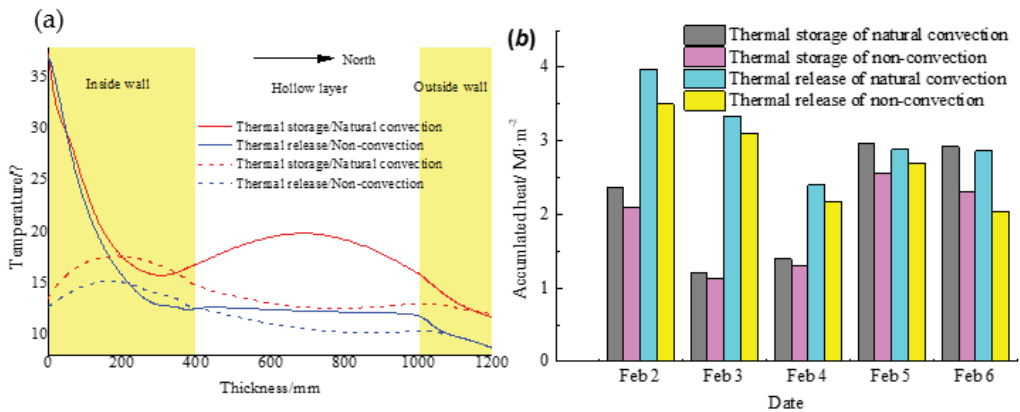 (a)
North
Inside wall
Hollow layer
Outside wall
Thermal storage/Natural convection
Thermal release/Non-convection
Thermal storage/Natural convection
Thermal release/Non-convection
Temperature/?
35
30
25
20
15
10
0
200
400
600
800
1000
1200
Thickness/mm
(b)
Thermal storage of natural convection
Thermal storage of non-convection
Thermal release of natural convection
Thermal release of non-convection
Accumlated heat/ MJ·m⁻²
4
3
2
1
0
Feb 2
Feb 3
Feb 4
Feb 5
Feb 6
Date